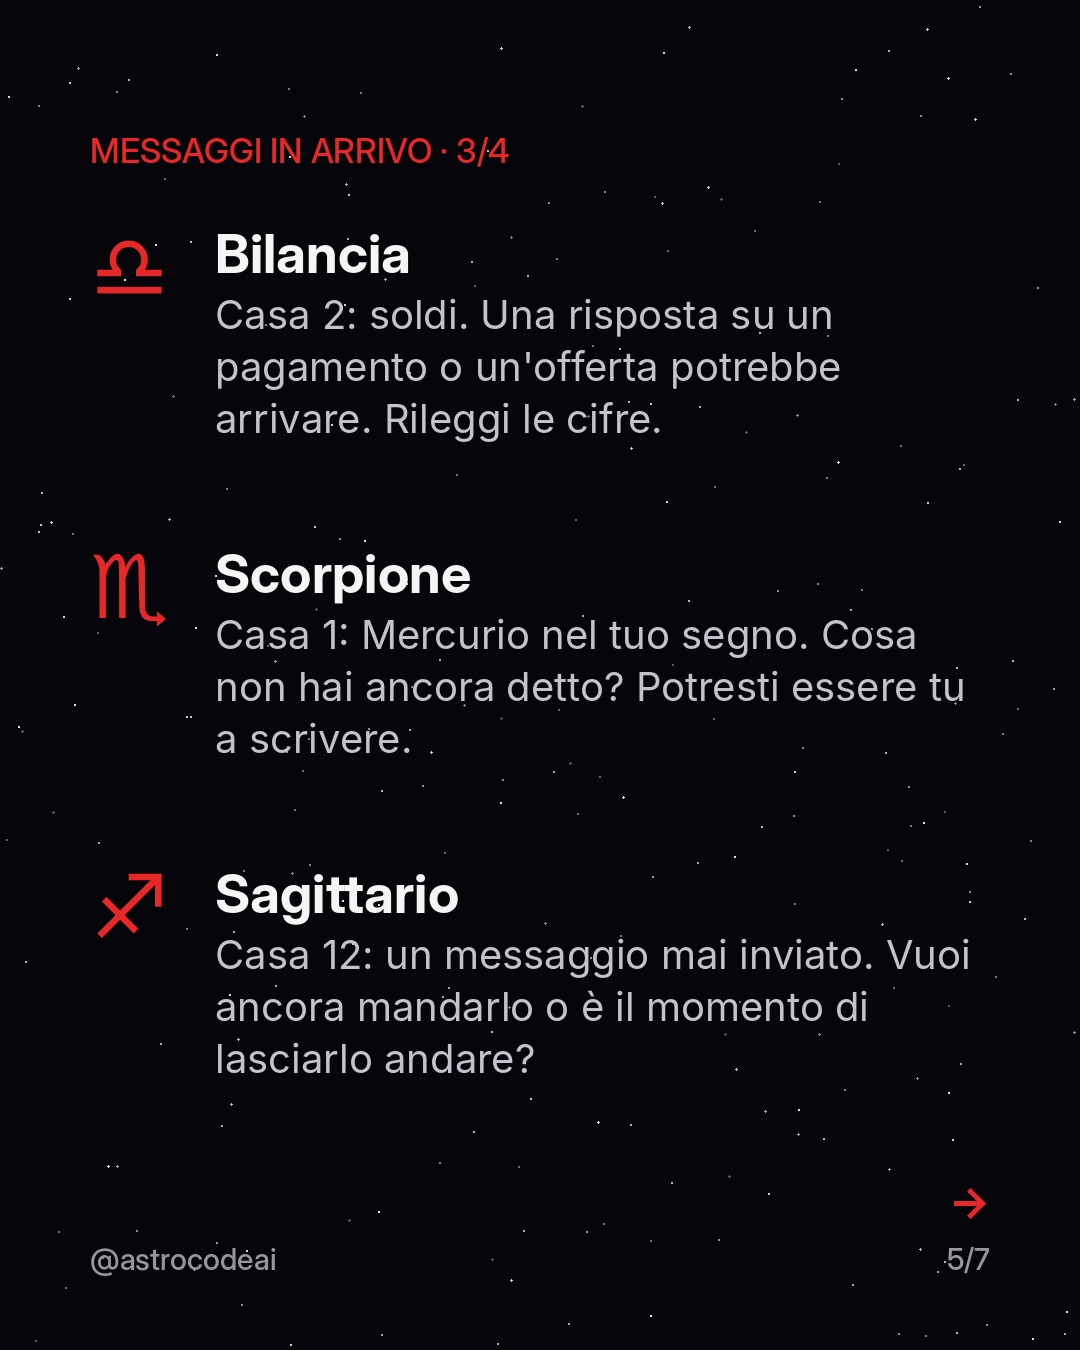 MESSAGGI IN ARRIVO · 3/4
♎ Bilancia
Casa 2: soldi. Una risposta su un
pagamento o un'offerta potrebbe
arrivare. Rileggi le cifre.
♏ Scorpione
Casa 1: Mercurio nel tuo segno. Cosa
non hai ancora detto? Potresti essere tu
a scrivere.
♐ Sagittario
Casa 12: un messaggio mai inviato. Vuoi
ancora mandarlo o è il momento di
lasciarlo andare?
→
@astrocodeai
5/7